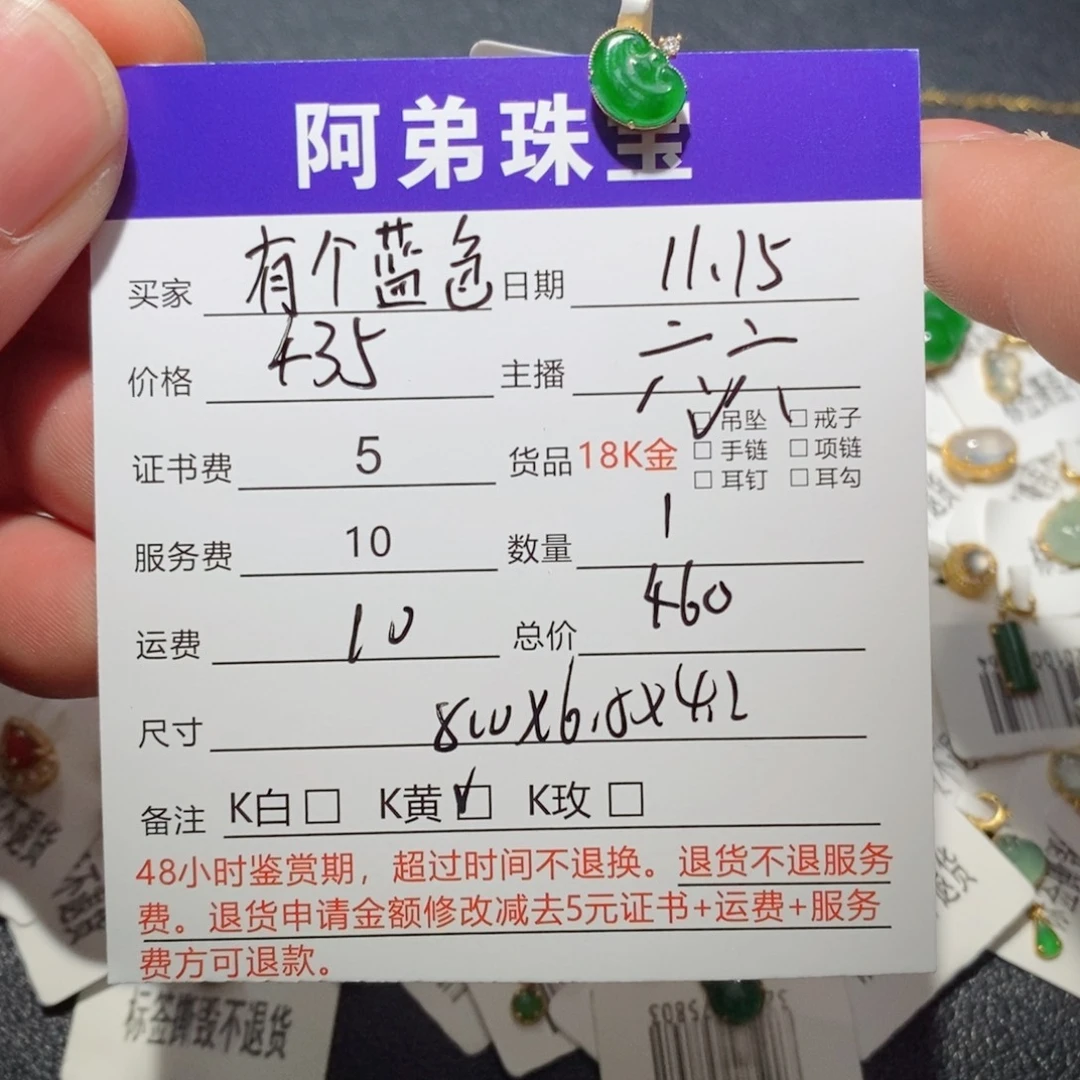 阿弟珠宝
买家 有个蓝色 日期 11.15
价格 435 主播 六六
证书费 5 货品 18K金 ☑吊坠 □戒子
□手链 □项链
□耳钉 □耳勾
服务费 10 数量 1
运费 10 总价 460
尺寸 8.0X6.8X4.2
备注 K白□ K黄☑ K玫□
48小时鉴赏期，超过时间不退换。退货不退服务
费。退货申请金额修改减去5元证书+运费+服务
费方可退款。
标签撕毁不退货